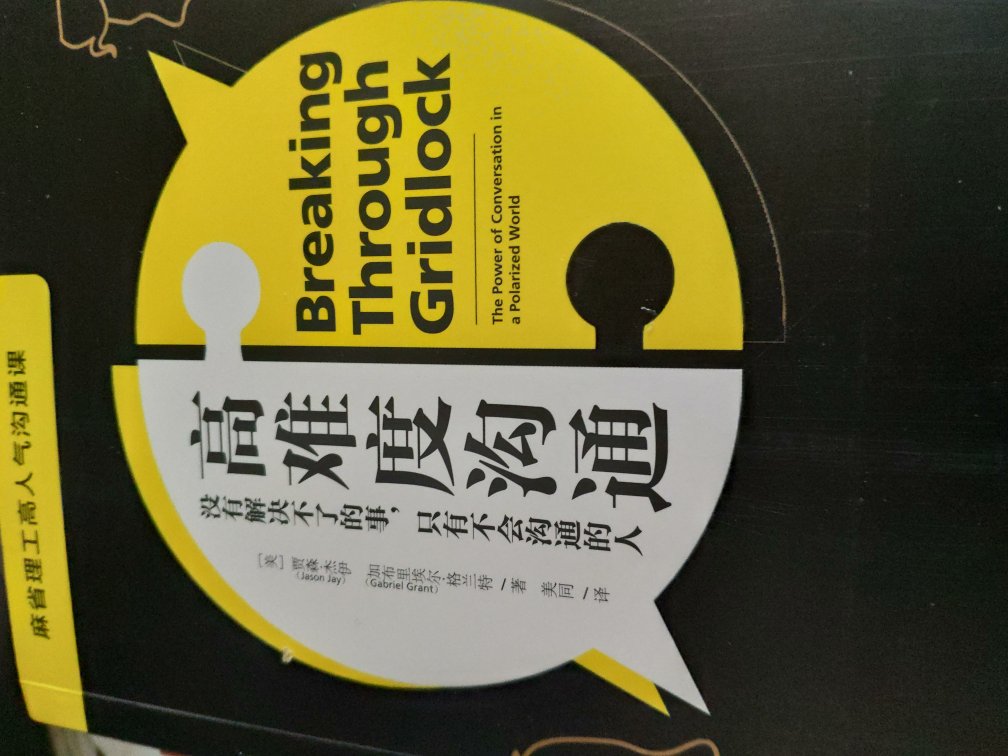 麻省理工高人气沟通课
Breaking
Through
Gridlock
The Power of Conversation in
a Polarized World
高难度沟通
没有解决不了的事，只有不会沟通的人
［美］贾森·杰伊 加布里埃尔·格兰特／著 美同／译
(Jason Jay) (Gabriel Grant)